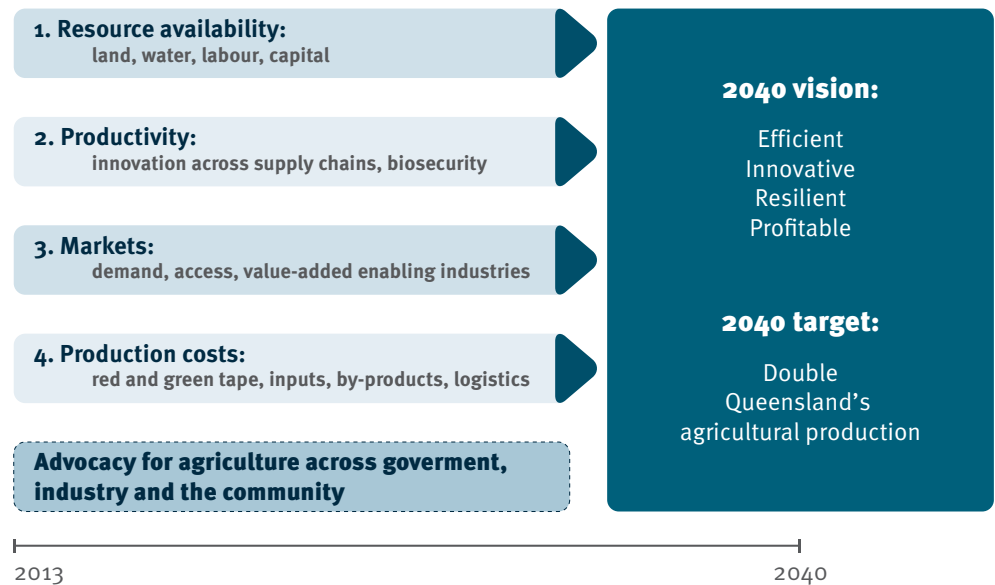 1. Resource availability:
land, water, labour, capital
2. Productivity:
innovation across supply chains, biosecurity
3. Markets:
demand, access, value-added enabling industries
4. Production costs:
red and green tape, inputs, by-products, logistics
Advocacy for agriculture across goverment,
industry and the community
2040 vision:
Efficient
Innovative
Resilient
Profitable
2040 target:
Double
Queensland’s
agricultural production
2013
2040